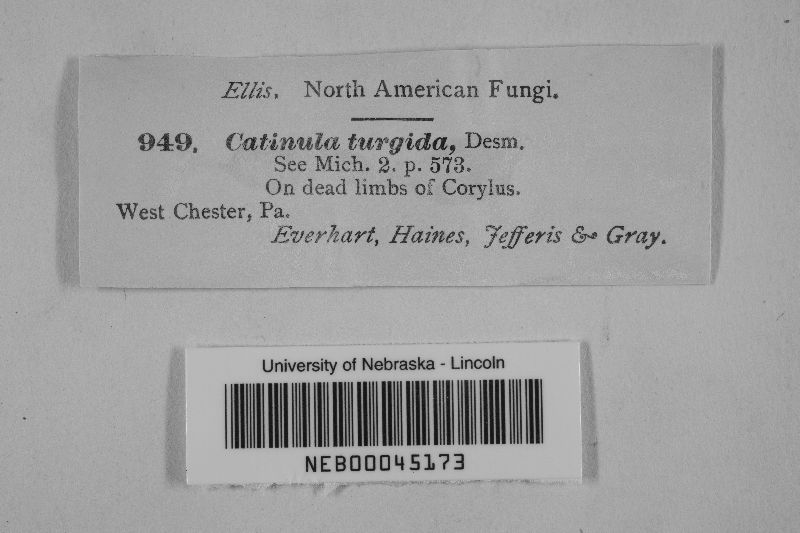 Ellis. North American Fungi.
949. Catinula turgida, Desm.
See Mich. 2. p. 573.
On dead limbs of Corylus.
West Chester, Pa.
Everhart, Haines, Jefferis & Gray.
University of Nebraska - Lincoln
NEB00045173